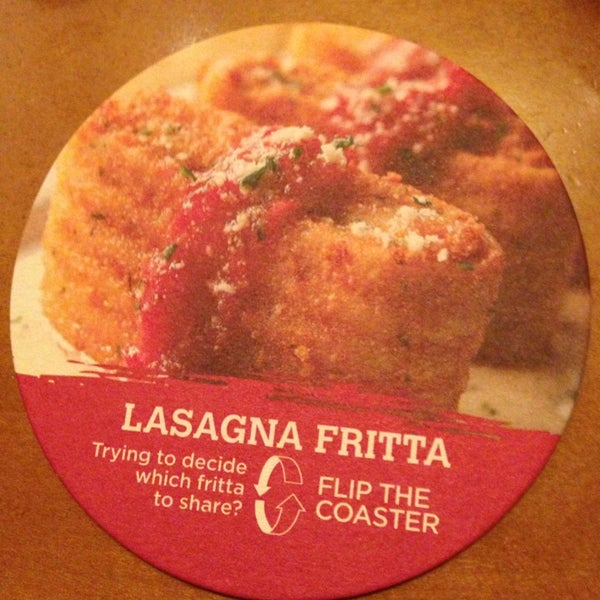 LASAGNA FRITTA
Trying to decide
which fritta
to share?
FLIP THE
COASTER